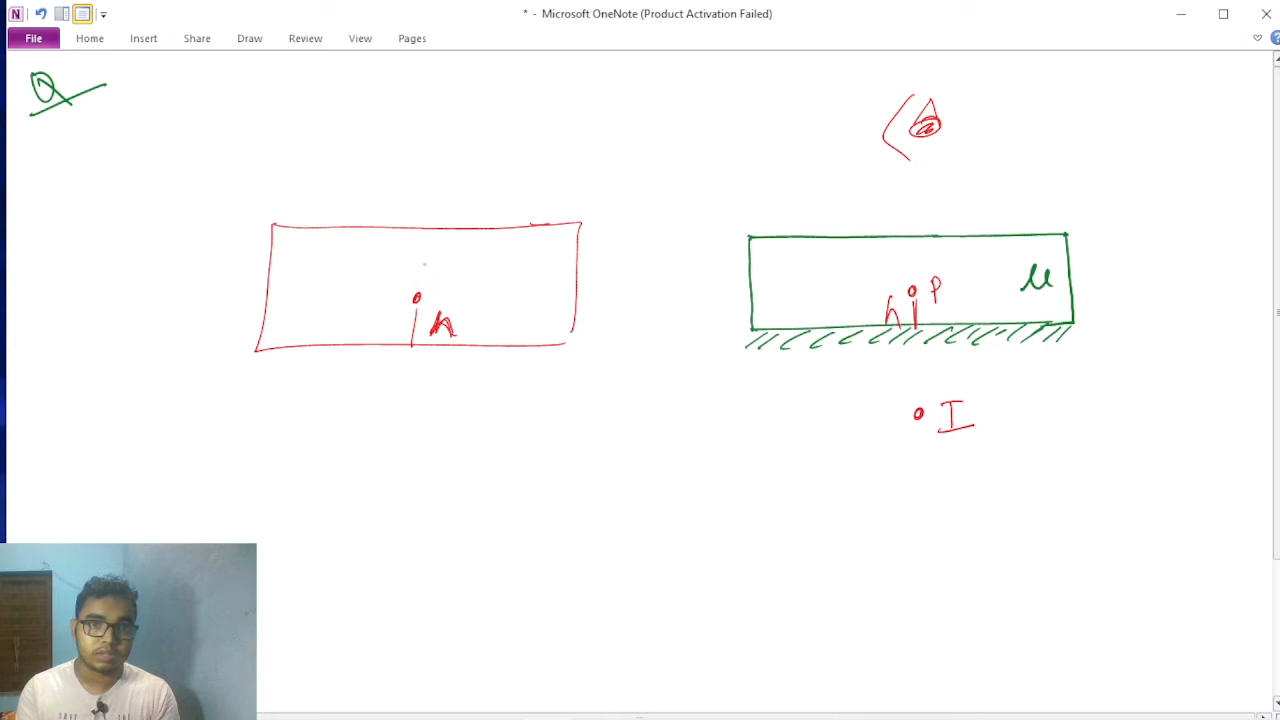 * - Microsoft OneNote (Product Activation Failed)
File Home Insert Share Draw Review View Pages
Q
h
h P μ
I